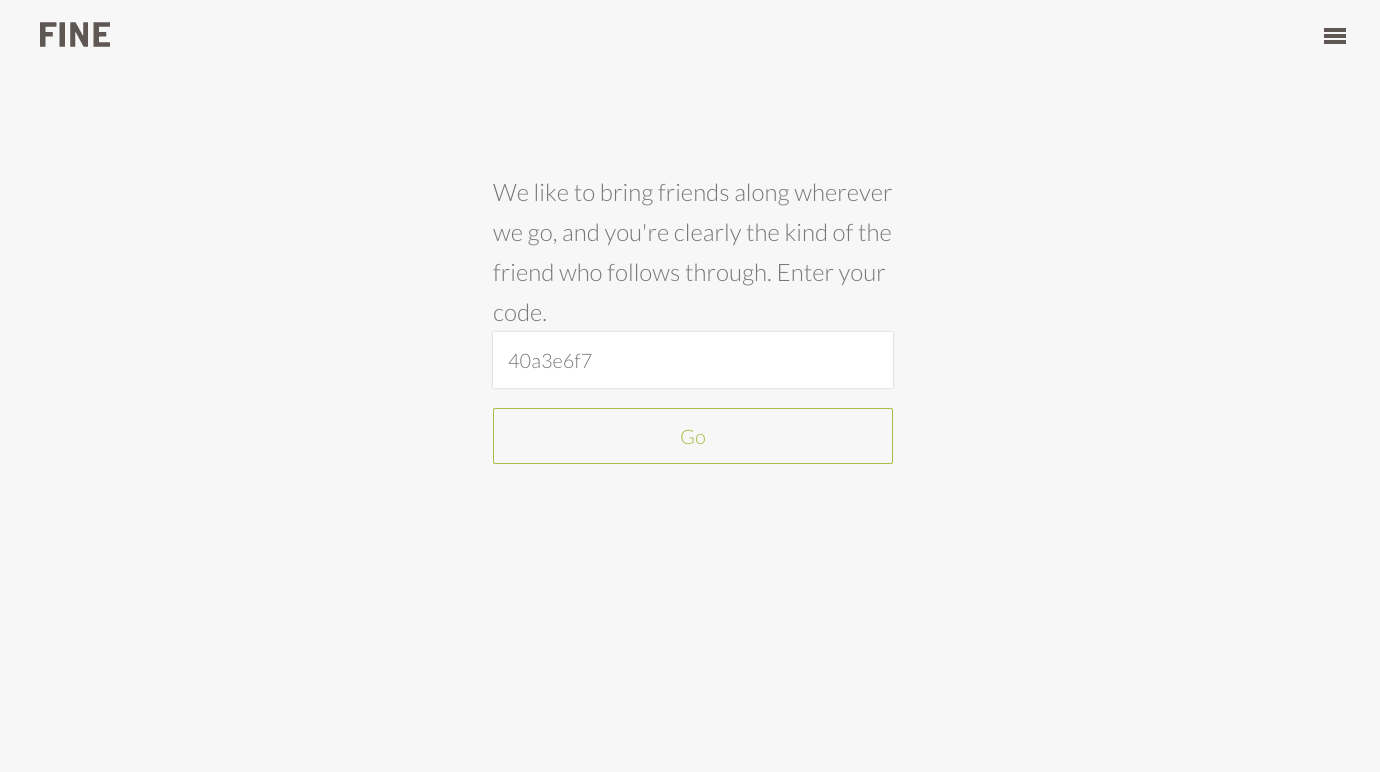 FINE
We like to bring friends along wherever
we go, and you're clearly the kind of the
friend who follows through. Enter your
code.
40a3e6f7
Go